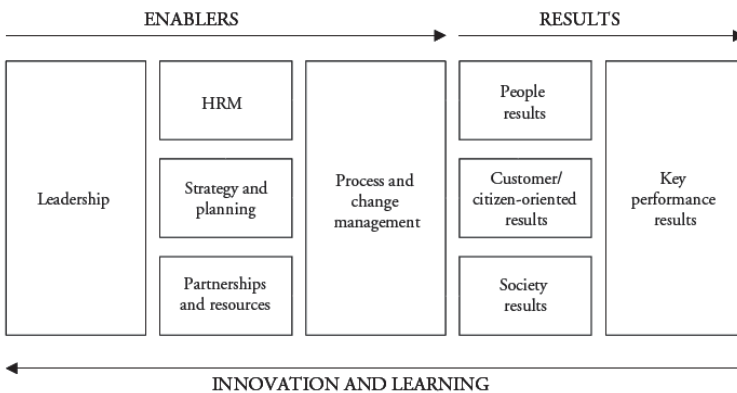 ENABLERS
RESULTS
Leadership
HRM
Strategy and
planning
Partnerships
and resources
Process and
change
management
People
results
Customer/
citizen-oriented
results
Society
results
Key
performance
results
INNOVATION AND LEARNING